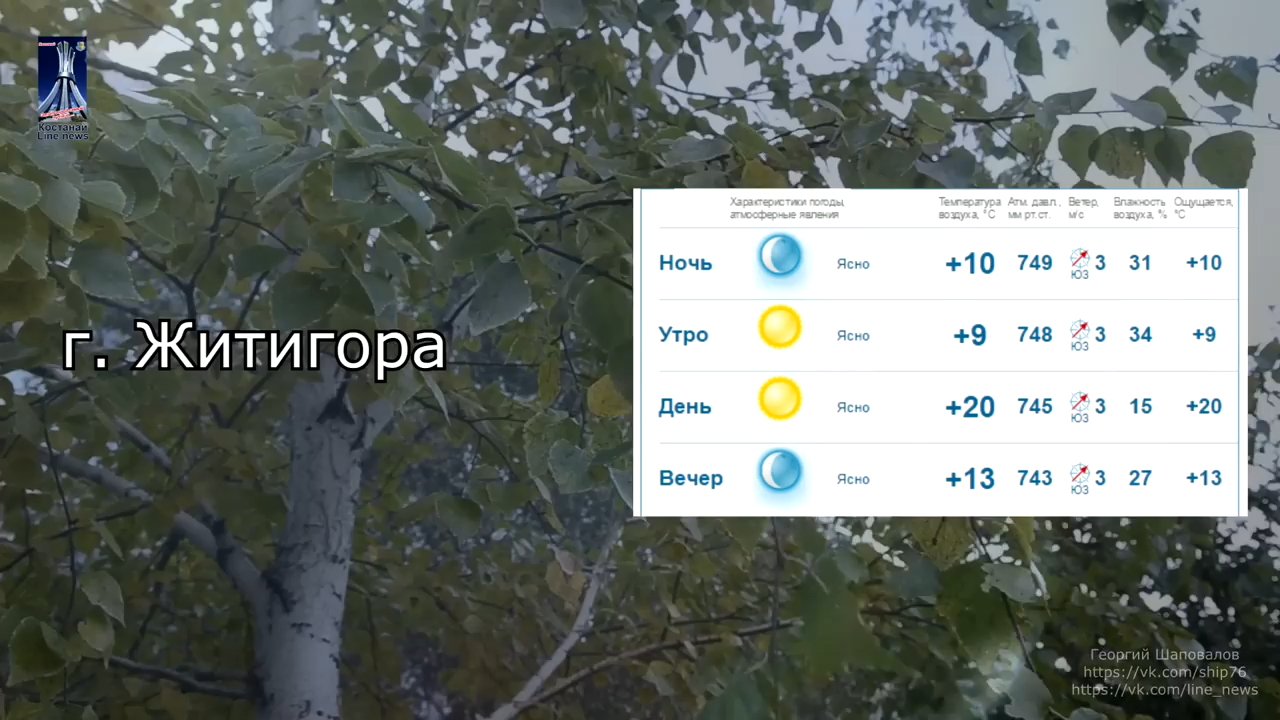 Костанай
Line.news
г. Житигора
Характеристики погоды, атмосферные явления
Температура воздуха, °C
Атм. давл., мм рт.ст.
Ветер, м/с
Влажность воздуха, %
Ощущается, °C
Ночь Ясно +10 749 ЮЗ 3 31 +10
Утро Ясно +9 748 ЮЗ 3 34 +9
День Ясно +20 745 ЮЗ 3 15 +20
Вечер Ясно +13 743 ЮЗ 3 27 +13
Георгий Шаповалов
https://vk.com/ship76
https://vk.com/line_news